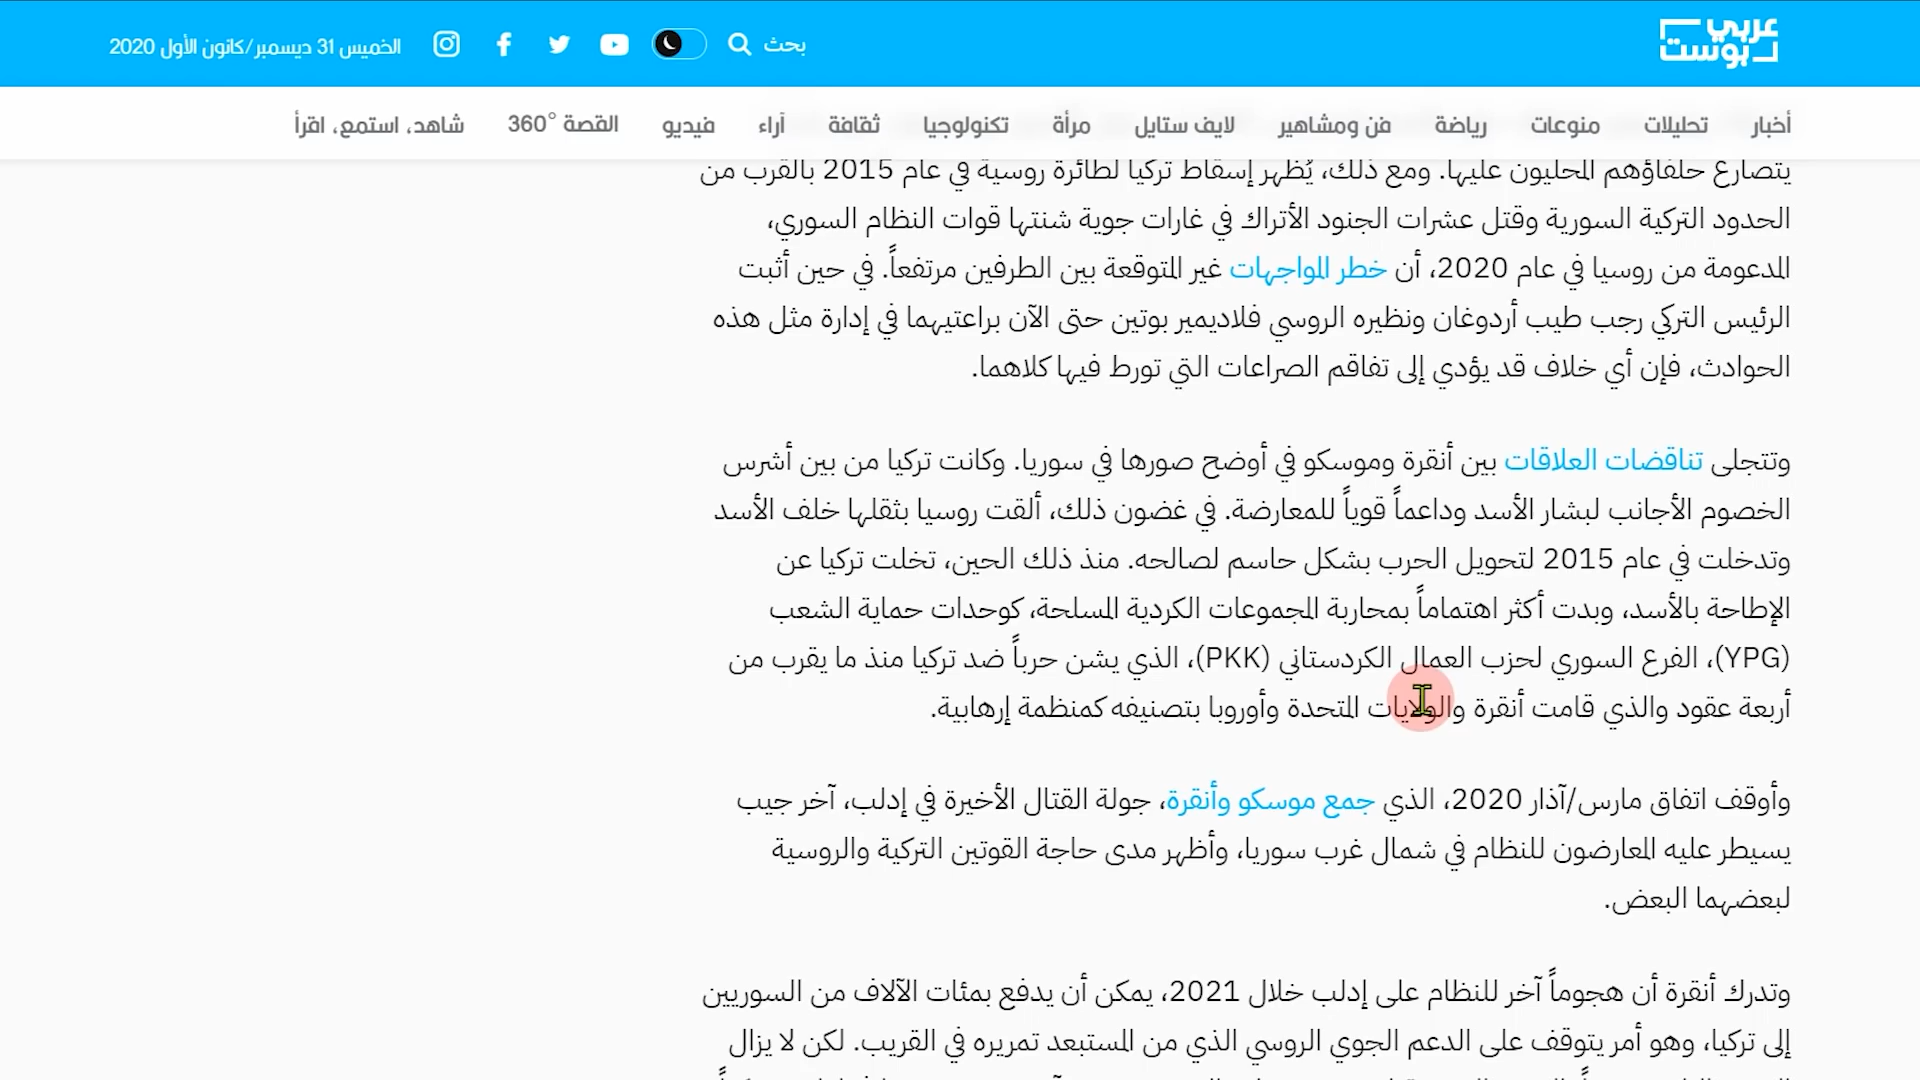 عربي بوست
بحث
الخميس 31 ديسمبر/كانون الأول 2020
أخبار تحليلات منوعات رياضة فن ومشاهير لايف ستايل مرأة تكنولوجيا ثقافة آراء فيديو القصة 360° شاهد، استمع، اقرأ
يتصارع حلفاؤهم المحليون عليها. ومع ذلك، يُظهر إسقاط تركيا لطائرة روسية في عام 2015 بالقرب من
الحدود التركية السورية وقتل عشرات الجنود الأتراك في غارات جوية شنتها قوات النظام السوري،
المدعومة من روسيا في عام 2020، أن خطر المواجهات غير المتوقعة بين الطرفين مرتفعاً. في حين أثبت
الرئيس التركي رجب طيب أردوغان ونظيره الروسي فلاديمير بوتين حتى الآن براعتيهما في إدارة مثل هذه
الحوادث، فإن أي خلاف قد يؤدي إلى تفاقم الصراعات التي تورط فيها كلاهما.
وتتجلى تناقضات العلاقات بين أنقرة وموسكو في أوضح صورها في سوريا. وكانت تركيا من بين أشرس
الخصوم الأجانب لبشار الأسد وداعماً قوياً للمعارضة. في غضون ذلك، ألقت روسيا بثقلها خلف الأسد
وتدخلت في عام 2015 لتحويل الحرب بشكل حاسم لصالحه. منذ ذلك الحين، تخلت تركيا عن
الإطاحة بالأسد، وبدت أكثر اهتماماً بمحاربة المجموعات الكردية المسلحة، كوحدات حماية الشعب
(YPG)، الفرع السوري لحزب العمال الكردستاني (PKK)، الذي يشن حرباً ضد تركيا منذ ما يقرب من
أربعة عقود والذي قامت أنقرة والولايات المتحدة وأوروبا بتصنيفه كمنظمة إرهابية.
وأوقف اتفاق مارس/آذار 2020، الذي جمع موسكو وأنقرة، جولة القتال الأخيرة في إدلب، آخر جيب
يسيطر عليه المعارضون للنظام في شمال غرب سوريا، وأظهر مدى حاجة القوتين التركية والروسية
لبعضهما البعض.
وتدرك أنقرة أن هجوماً آخر للنظام على إدلب خلال 2021، يمكن أن يدفع بمئات الآلاف من السوريين
إلى تركيا، وهو أمر يتوقف على الدعم الجوي الروسي الذي من المستبعد تمريره في القريب. لكن لا يزال